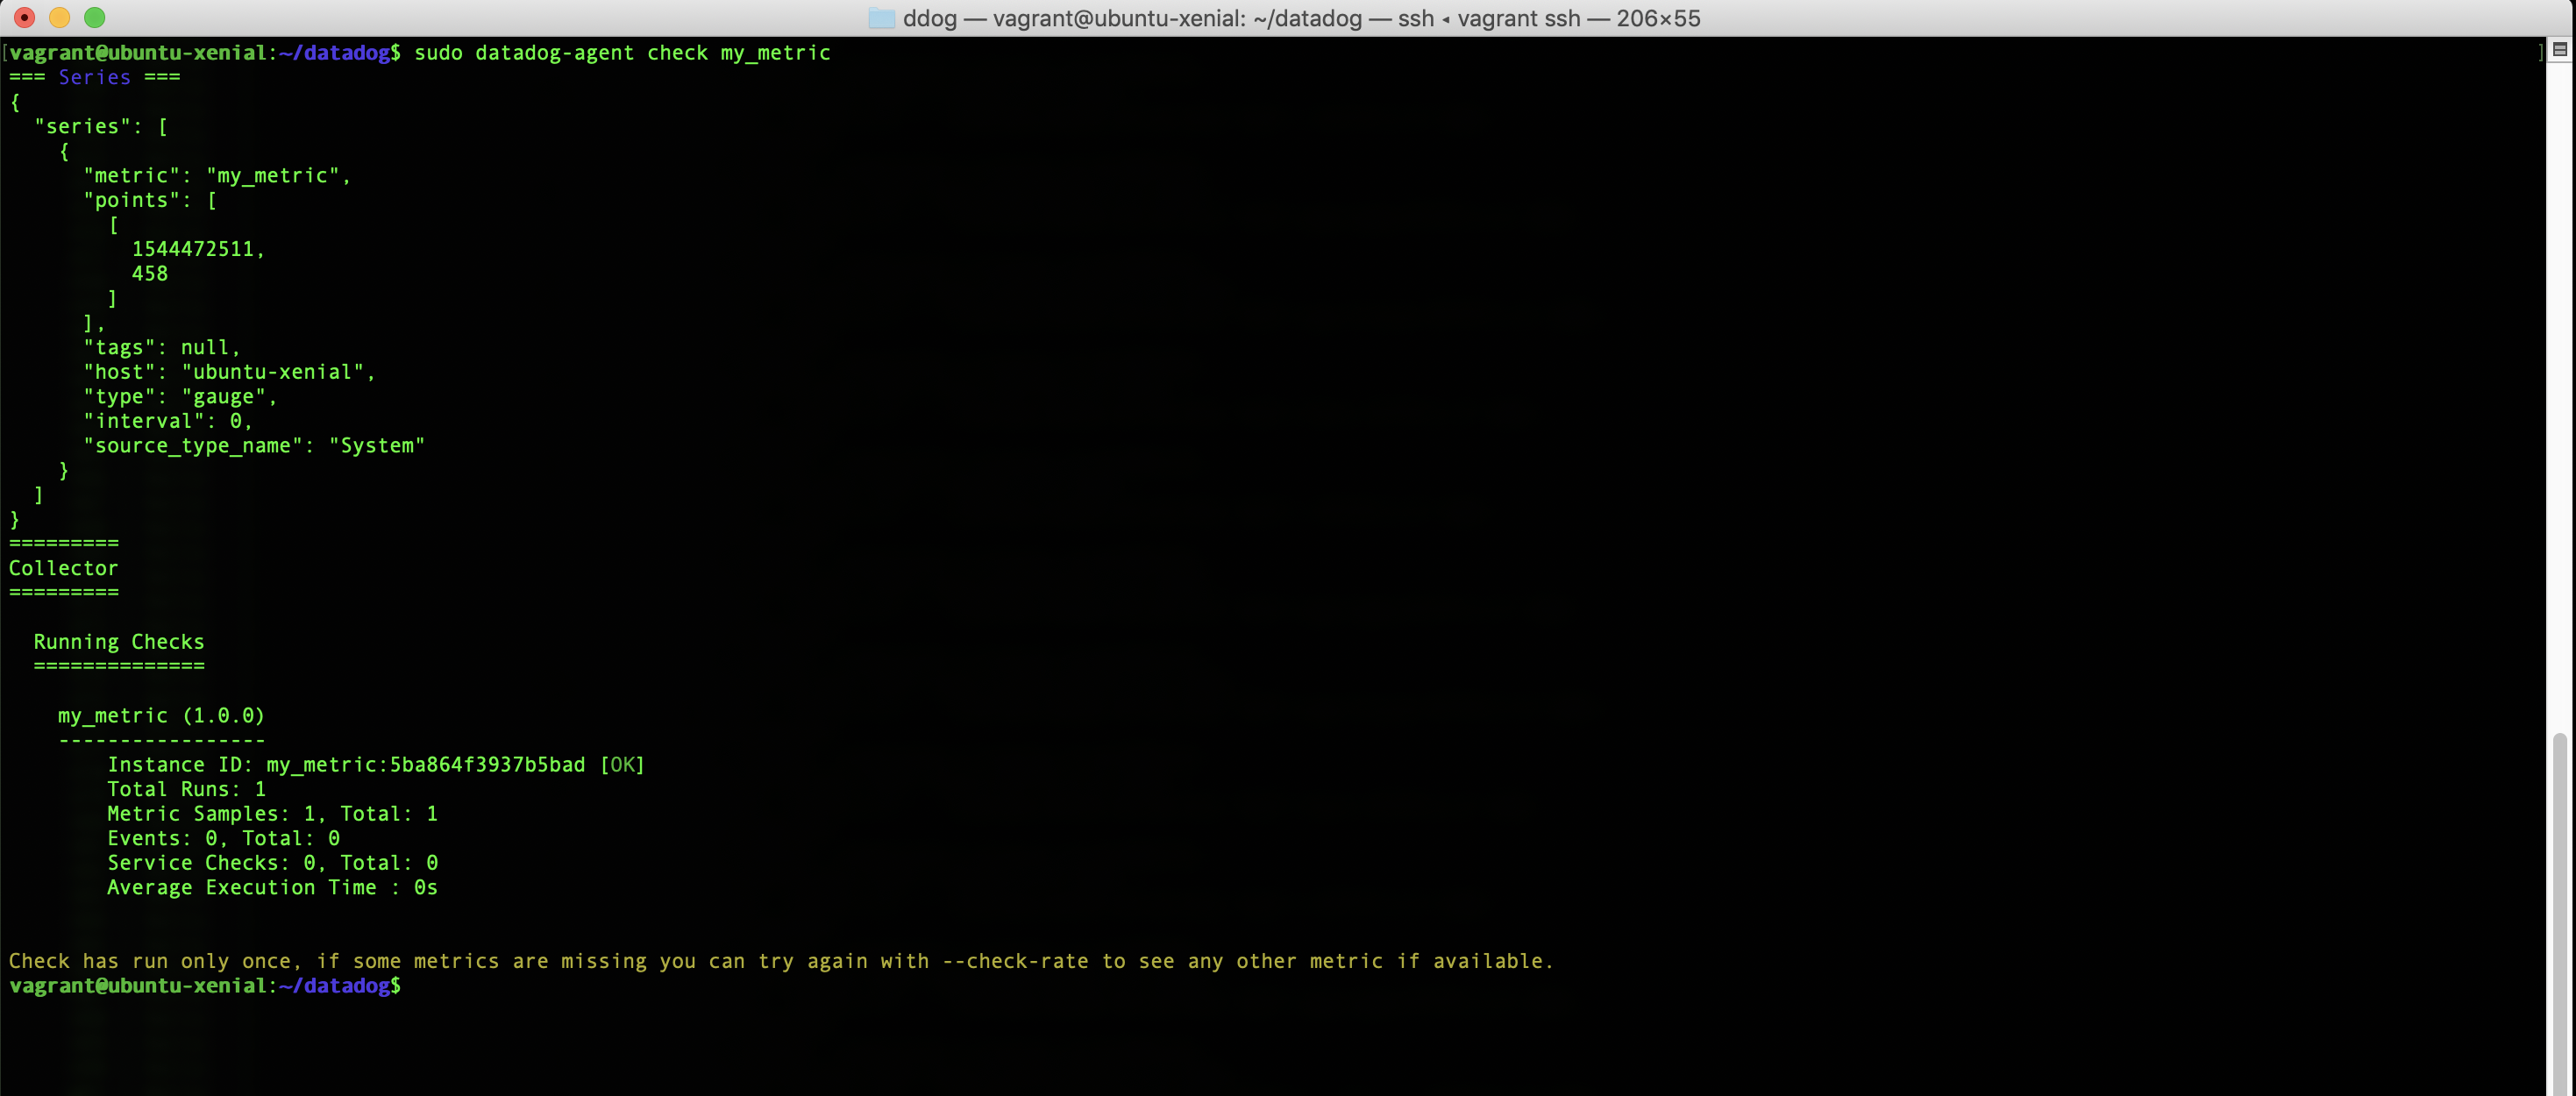 ddog — vagrant@ubuntu-xenial: ~/datadog — ssh ◂ vagrant ssh — 206×55
[vagrant@ubuntu-xenial:~/datadog$ sudo datadog-agent check my_metric ]
=== Series ===
{
  "series": [
    {
      "metric": "my_metric",
      "points": [
        [
          1544472511,
          458
        ]
      ],
      "tags": null,
      "host": "ubuntu-xenial",
      "type": "gauge",
      "interval": 0,
      "source_type_name": "System"
    }
  ]
}
=========
Collector
=========
  Running Checks
  ==============
    my_metric (1.0.0)
    -----------------
        Instance ID: my_metric:5ba864f3937b5bad [OK]
        Total Runs: 1
        Metric Samples: 1, Total: 1
        Events: 0, Total: 0
        Service Checks: 0, Total: 0
        Average Execution Time : 0s
Check has run only once, if some metrics are missing you can try again with --check-rate to see any other metric if available.
vagrant@ubuntu-xenial:~/datadog$